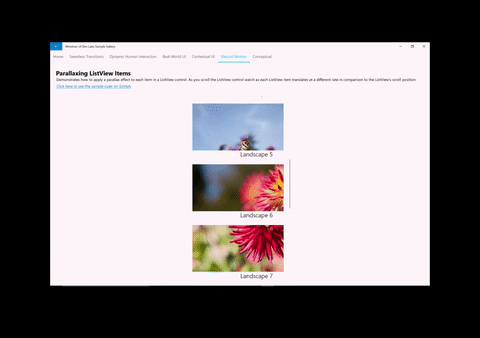 Windows UI Dev Labs Sample Gallery
Home Seamless Transitions Dynamic Human Interaction Real-World UI Contextual UI Natural Motion Conceptual
Parallaxing ListView Items
Demonstrates how to apply a parallax effect to each item in a ListView control. As you scroll the ListView control watch as each ListView item translates at a different rate in comparison to the ListView's scroll position.
Click here to see the sample code on GitHub
Landscape 5
Landscape 6
Landscape 7